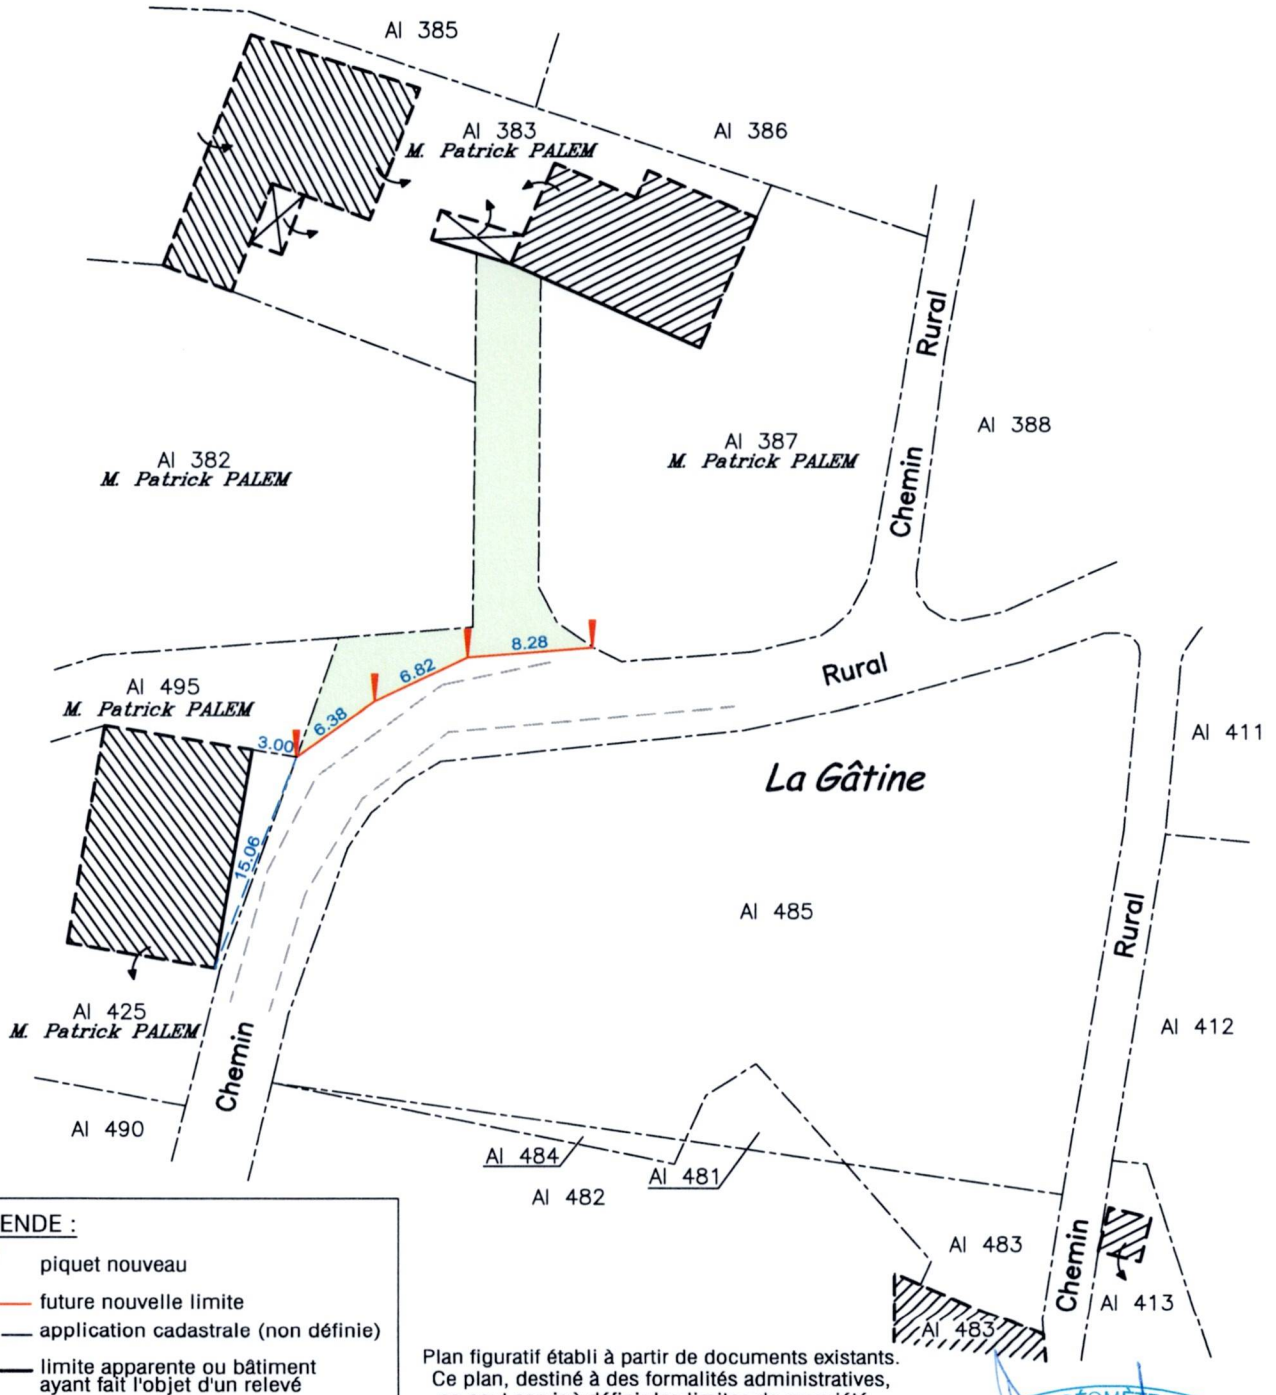 AI 385
AI 383
M. Patrick PALEM
AI 386
Rural
Chemin
AI 388
AI 387
M. Patrick PALEM
AI 382
M. Patrick PALEM
8.28
6.82
6.38
3.00
15.06
Rural
AI 495
M. Patrick PALEM
La Gâtine
AI 411
AI 485
Rural
AI 425
M. Patrick PALEM
Chemin
AI 412
AI 490
AI 484
AI 481
AI 482
AI 483
Chemin
AI 413
AI 483
ENDE :
piquet nouveau
future nouvelle limite
application cadastrale (non définie)
limite apparente ou bâtiment
ayant fait l'objet d'un relevé
Plan figuratif établi à partir de documents existants.
Ce plan, destiné à des formalités administratives,